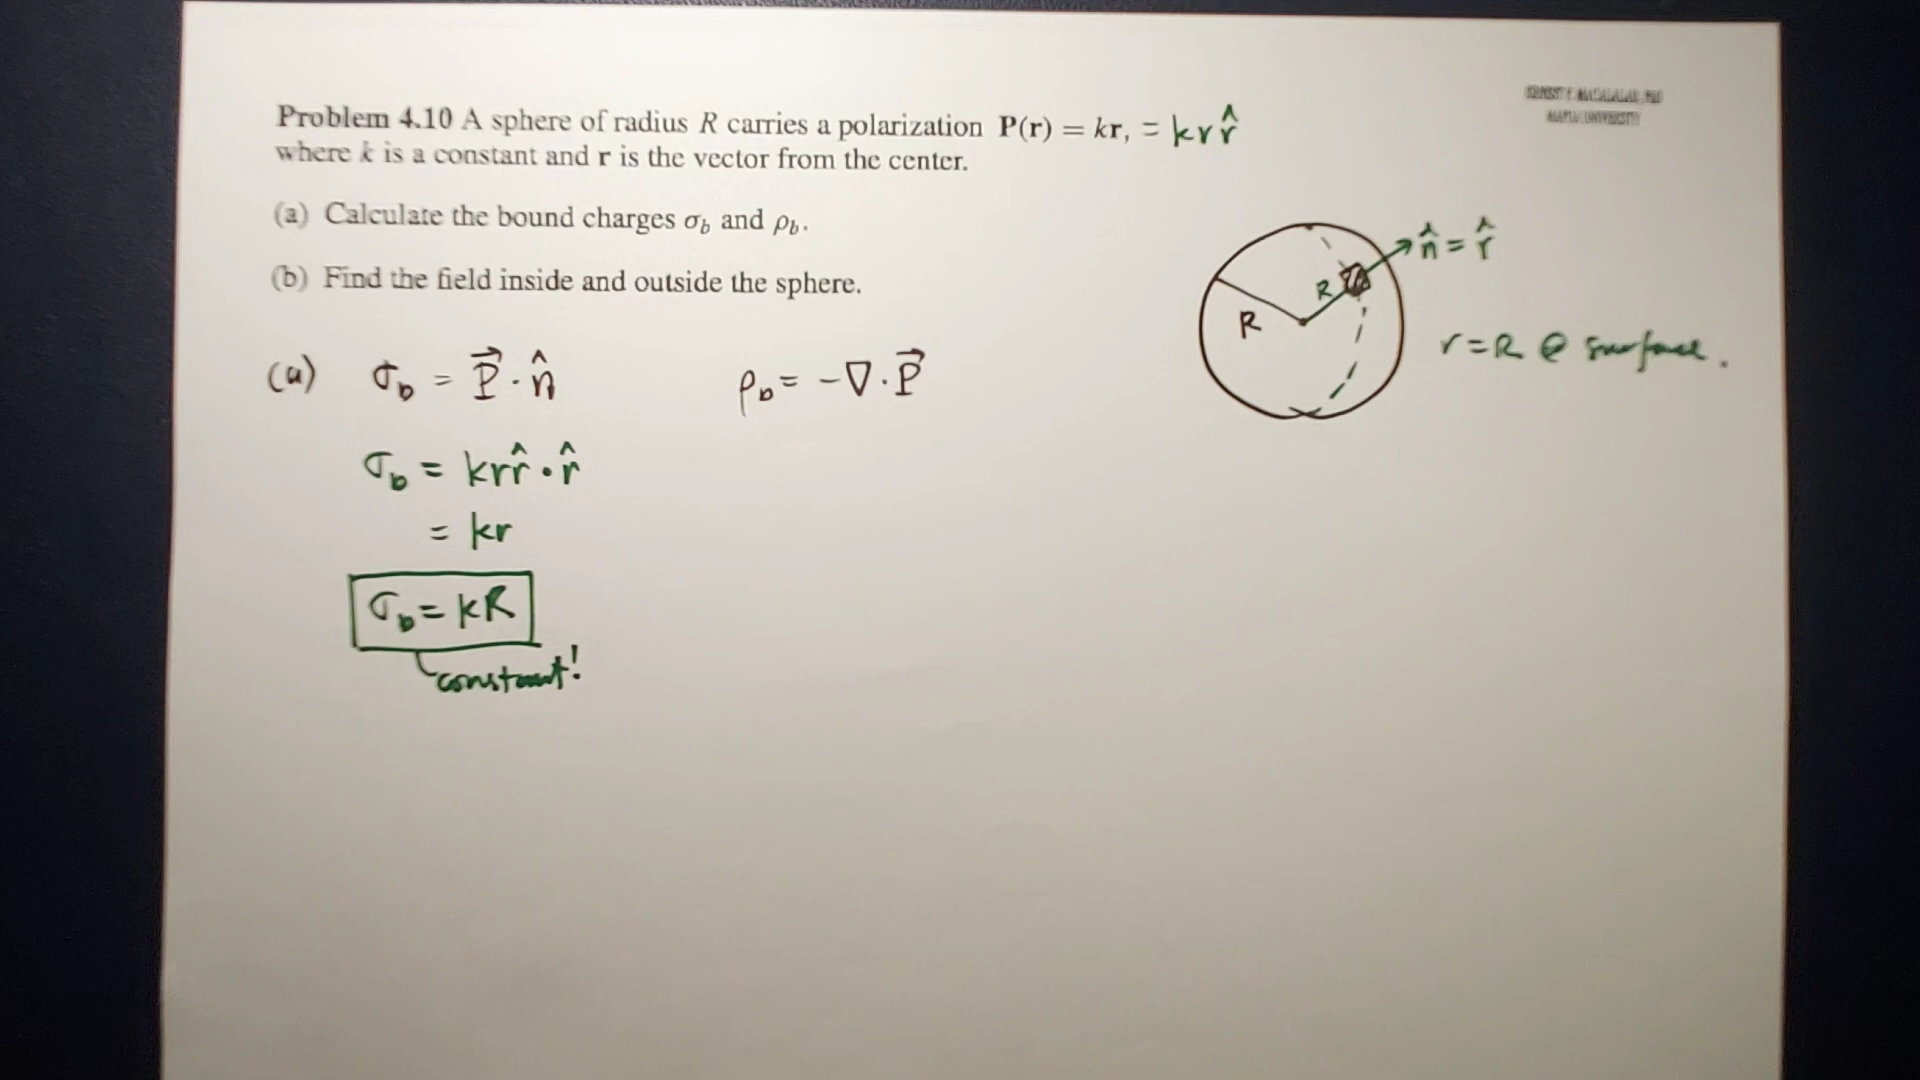 Problem 4.10 A sphere of radius R carries a polarization P(r) = kr, = kr r̂
where k is a constant and r is the vector from the center.
(a) Calculate the bound charges σb and ρb.
(b) Find the field inside and outside the sphere.
n̂ = r̂
R
R
r = R @ surface.
(a) σb = P⃗ · n̂ ρb = -∇ · P⃗
σb = kr r̂ · r̂
= kr
σb = kR
constant!